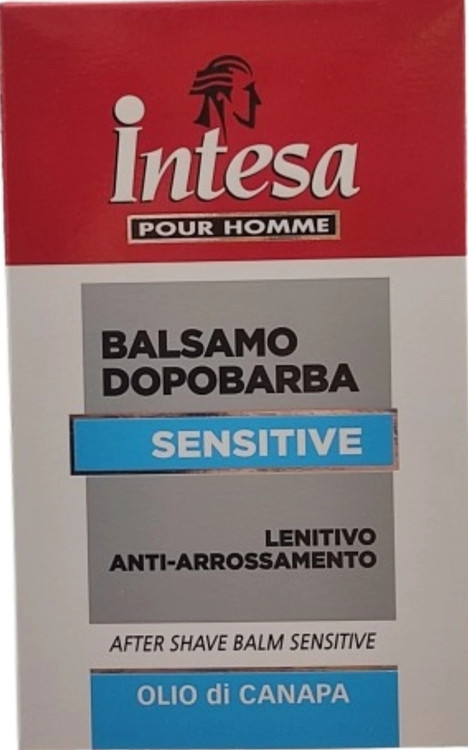 intesa
POUR HOMME
BALSAMO
DOPOBARBA
SENSITIVE
LENITIVO
ANTI-ARROSSAMENTO
AFTER SHAVE BALM SENSITIVE
OLIO di CANAPA